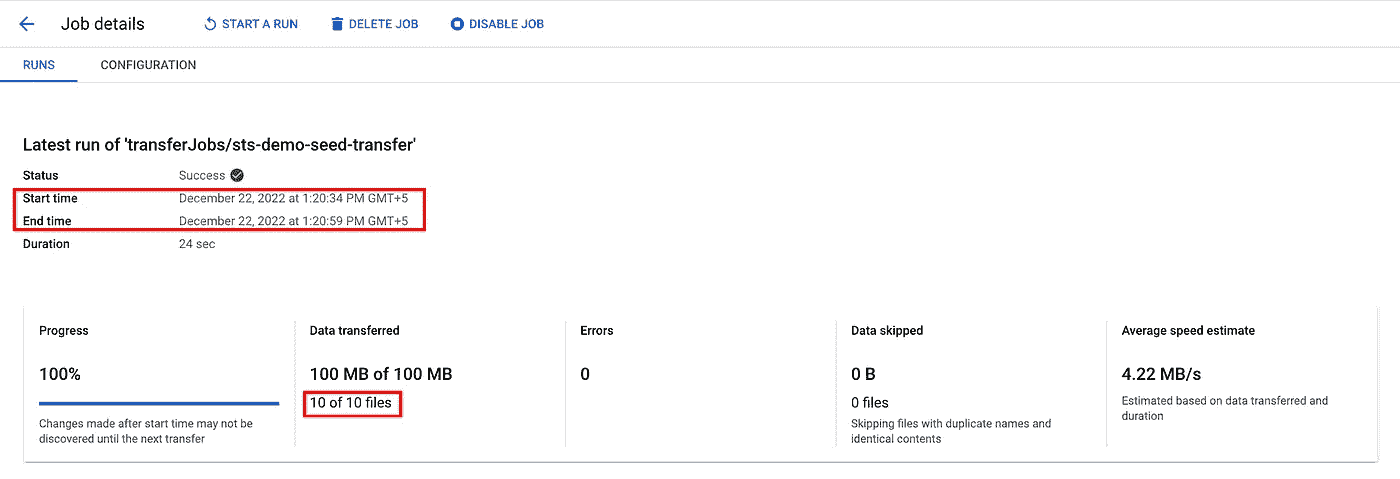 Job details
START A RUN
DELETE JOB
DISABLE JOB
RUNS
CONFIGURATION
Latest run of 'transferJobs/sts-demo-seed-transfer'
Status Success
Start time December 22, 2022 at 1:20:34 PM GMT+5
End time December 22, 2022 at 1:20:59 PM GMT+5
Duration 24 sec
Progress
100%
Changes made after start time may not be
discovered until the next transfer
Data transferred
100 MB of 100 MB
10 of 10 files
Errors
0
Data skipped
0 B
0 files
Skipping files with duplicate names and
identical contents
Average speed estimate
4.22 MB/s
Estimated based on data transferred and
duration